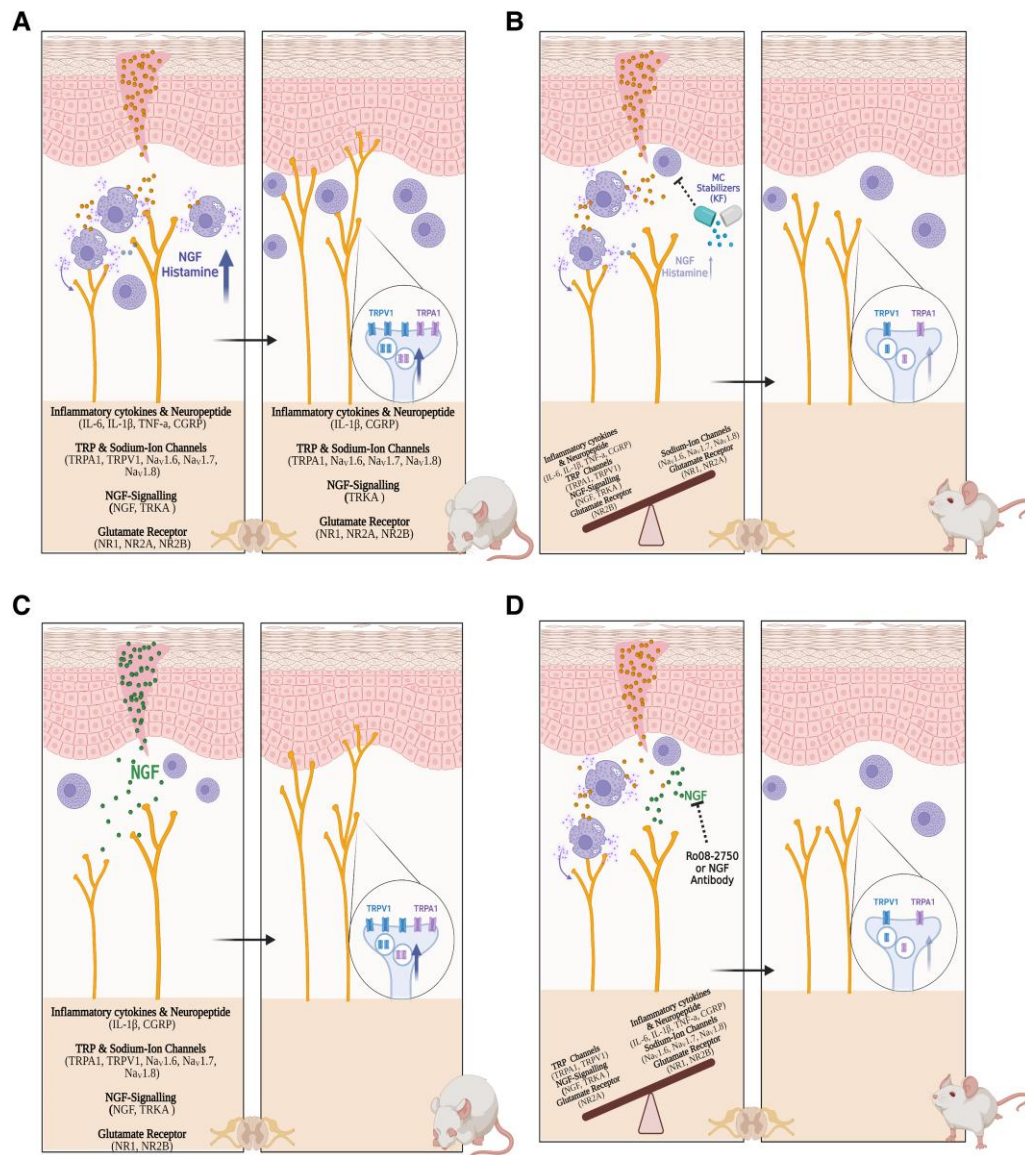 A
NGF
Histamine
TRPV1 TRPA1
Inflammatory cytokines & Neuropeptide
(IL-6, IL-1β, TNF-a, CGRP)
TRP & Sodium-Ion Channels
(TRPA1, TRPV1, Naᵥ1.6, Naᵥ1.7,
Naᵥ1.8)
NGF-Signalling
(NGF, TRKA )
Glutamate Receptor
(NR1, NR2A, NR2B)
Inflammatory cytokines & Neuropeptide
(IL-1β, CGRP)
TRP & Sodium-Ion Channels
(TRPA1, Naᵥ1.6, Naᵥ1.7, Naᵥ1.8)
NGF-Signalling
(TRKA )
Glutamate Receptor
(NR1, NR2A, NR2B)
B
MC
Stabilizers
(KF)
NGF
Histamine
TRPV1 TRPA1
Inflammatory cytokines
& Neuropeptide
(IL-6, IL-1β, TNF-a, CGRP)
TRP Channels
(TRPA1, TRPV1)
NGF-Signalling
(NGF, TRKA )
Glutamate Receptor
(NR2B)
Sodium-Ion Channels
(Naᵥ1.6, Naᵥ1.7, Naᵥ1.8)
Glutamate Receptor
(NR1, NR2A)
C
NGF
TRPV1 TRPA1
Inflammatory cytokines & Neuropeptide
(IL-1β, CGRP)
TRP & Sodium-Ion Channels
(TRPA1, TRPV1, Naᵥ1.6, Naᵥ1.7,
Naᵥ1.8)
NGF-Signalling
(NGF, TRKA )
Glutamate Receptor
(NR1, NR2B)
D
NGF
Ro08-2750
or NGF
Antibody
TRPV1 TRPA1
TRP Channels
(TRPA1, TRPV1)
NGF-Signalling
(NGF, TRKA )
Glutamate Receptor
(NR2A)
Inflammatory cytokines
& Neuropeptide
(IL-6, IL-1β, TNF-a, CGRP)
Sodium-Ion Channels
(Naᵥ1.6, Naᵥ1.7, Naᵥ1.8)
Glutamate Receptor
(NR1, NR2B)